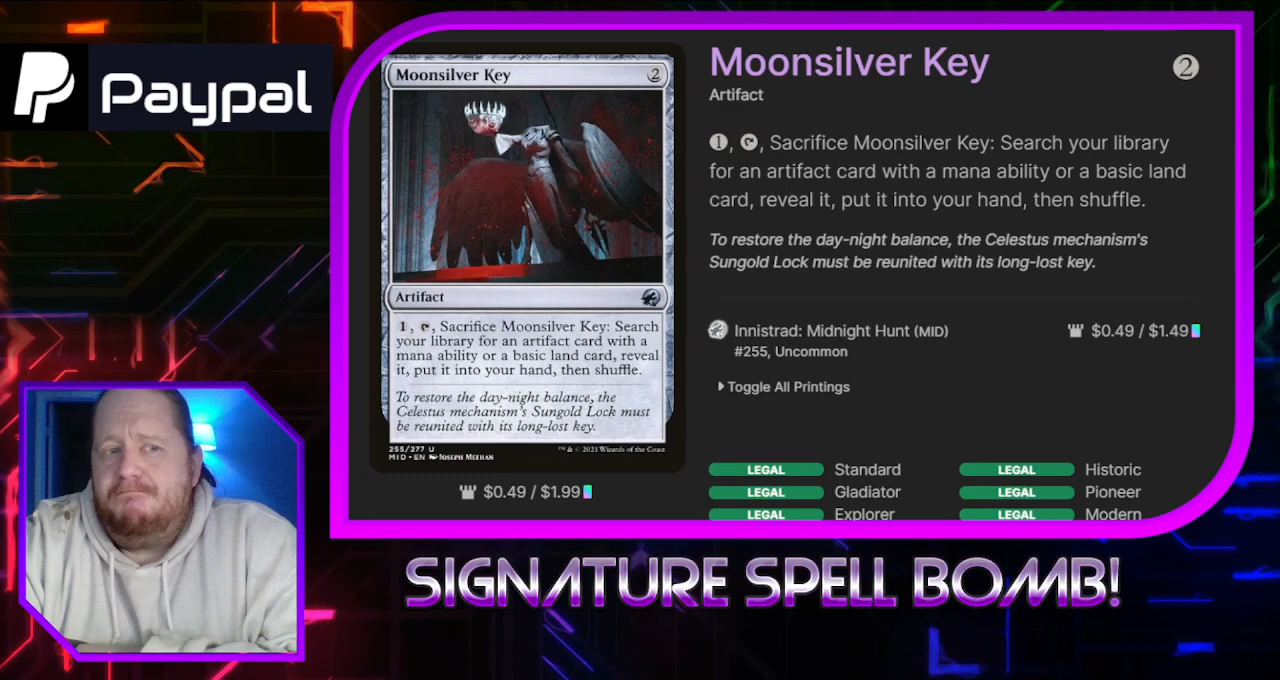 Paypal
Moonsilver Key 2
Artifact
1, 1 , Sacrifice Moonsilver Key: Search
your library for an artifact card with a
mana ability or a basic land card, reveal
it, put it into your hand, then shuffle.
To restore the day-night balance, the
Celestus mechanism's Sungold Lock must
be reunited with its long-lost key.
255/277 U
MID • EN JOSEPH MEEHAN
™ & © 2021 Wizards of the Coast
$0.49 / $1.99
Moonsilver Key 2
Artifact
1, , Sacrifice Moonsilver Key: Search your library
for an artifact card with a mana ability or a basic land
card, reveal it, put it into your hand, then shuffle.
To restore the day-night balance, the Celestus mechanism's
Sungold Lock must be reunited with its long-lost key.
Innistrad: Midnight Hunt (MID) $0.49 / $1.49
#255, Uncommon
Toggle All Printings
LEGAL Standard LEGAL Historic
LEGAL Gladiator LEGAL Pioneer
LEGAL Explorer LEGAL Modern
SIGNATURE SPELL BOMB!